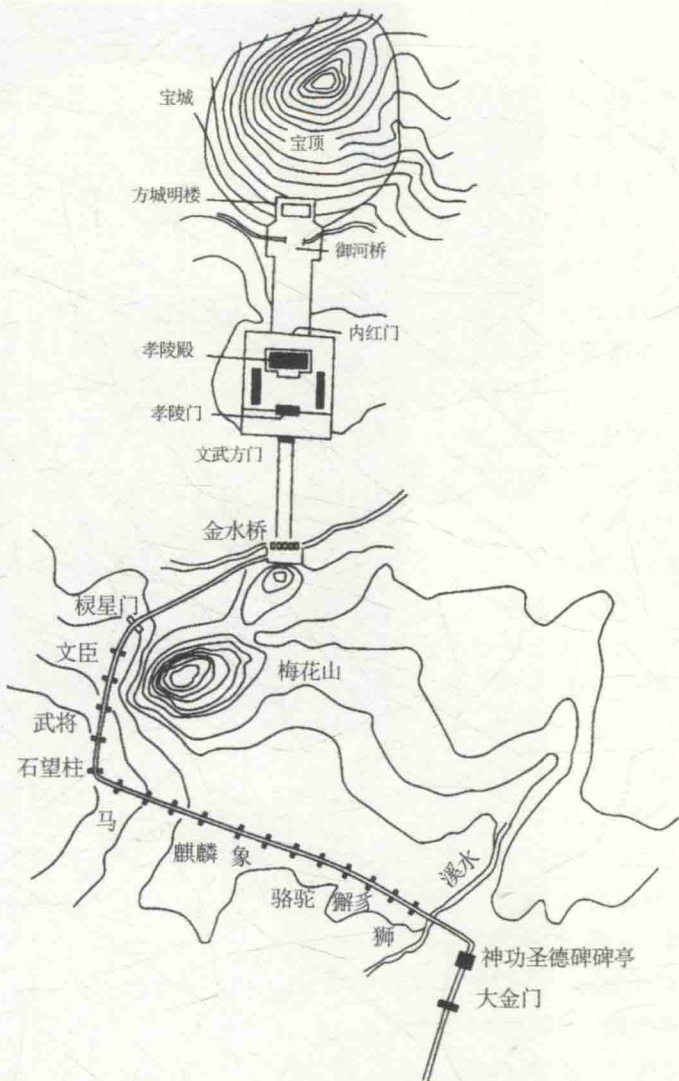 宝城
宝顶
方城明楼
御河桥
内红门
孝陵殿
孝陵门
文武方门
金水桥
棂星门
文臣
梅花山
武将
石望柱
马
麒麟
象
骆驼
獬豸
狮
溪水
神功圣德碑碑亭
大金门